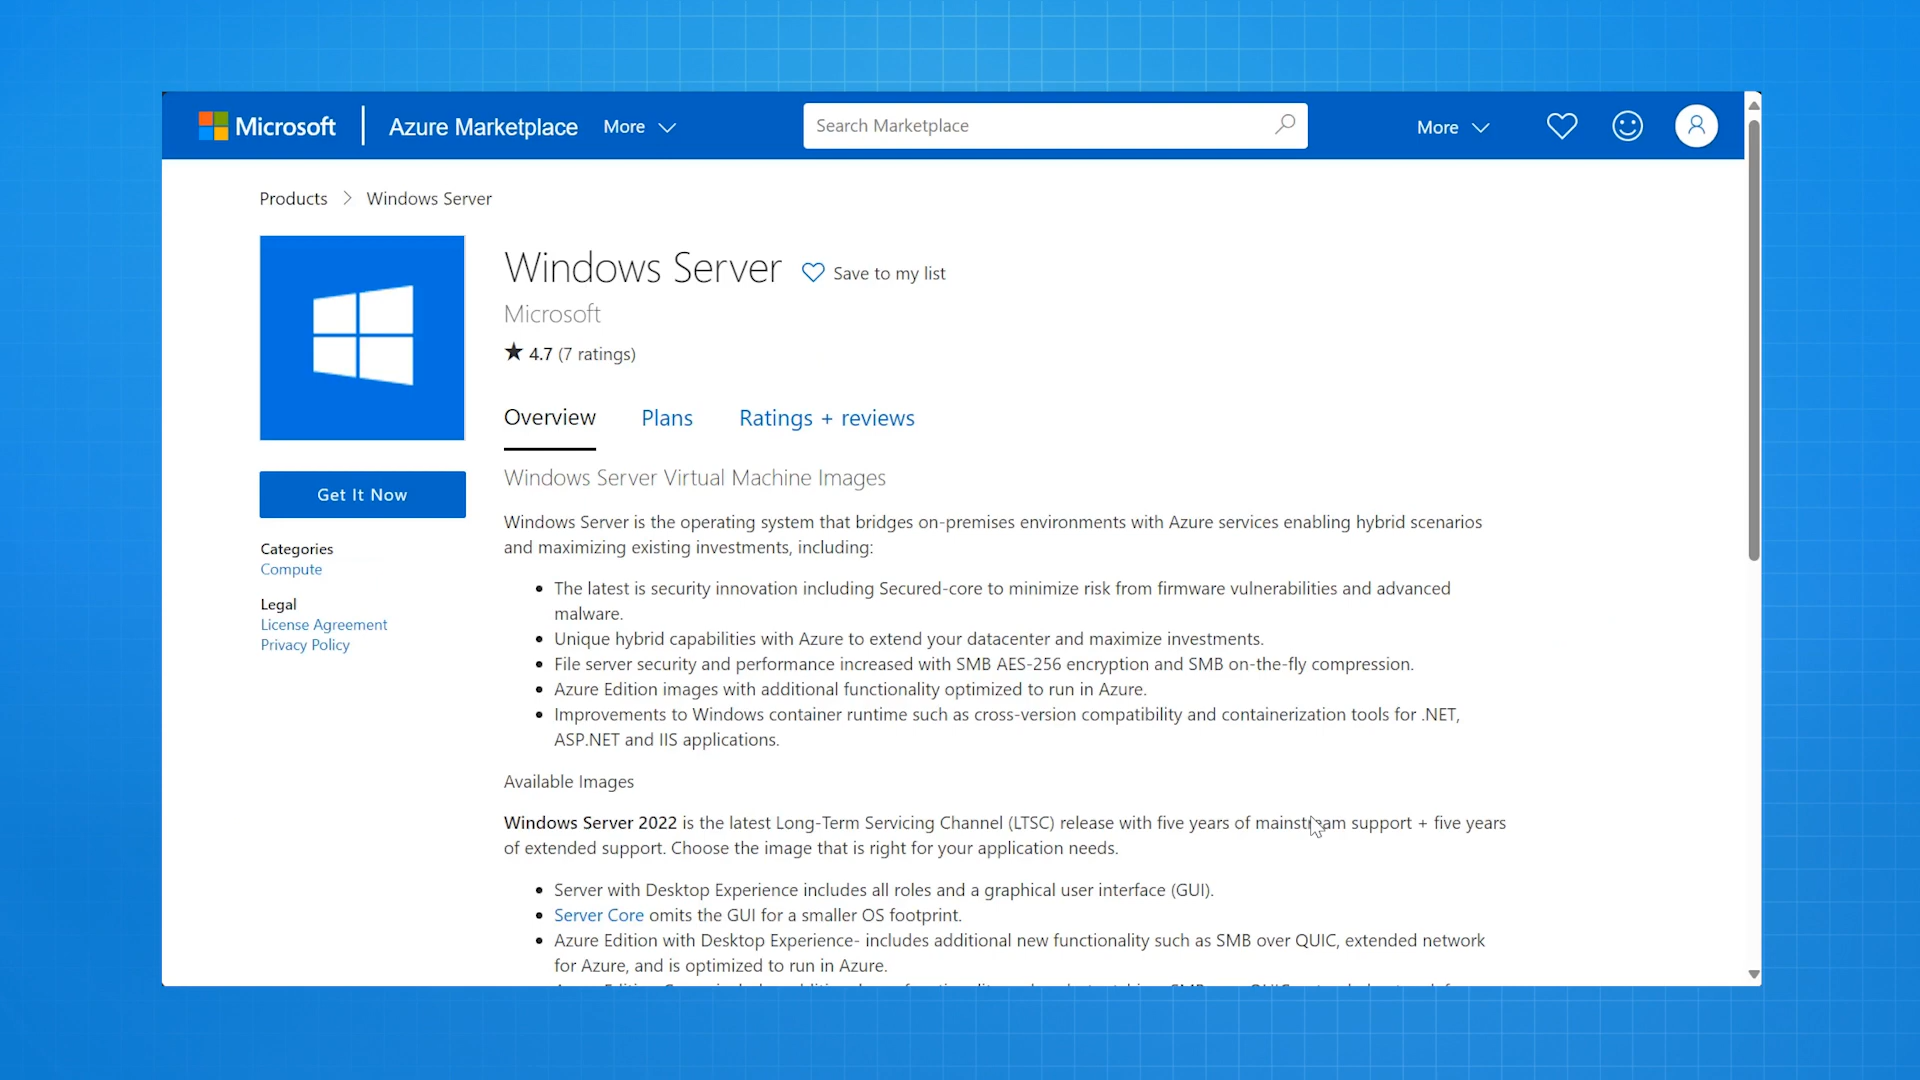 Microsoft
Azure Marketplace
More
Search Marketplace
More
Products > Windows Server
Windows Server
Save to my list
Microsoft
★ 4.7 (7 ratings)
Overview
Plans
Ratings + reviews
Get It Now
Categories
Compute
Legal
License Agreement
Privacy Policy
Windows Server Virtual Machine Images
Windows Server is the operating system that bridges on-premises environments with Azure services enabling hybrid scenarios
and maximizing existing investments, including:
• The latest is security innovation including Secured-core to minimize risk from firmware vulnerabilities and advanced
malware.
• Unique hybrid capabilities with Azure to extend your datacenter and maximize investments.
• File server security and performance increased with SMB AES-256 encryption and SMB on-the-fly compression.
• Azure Edition images with additional functionality optimized to run in Azure.
• Improvements to Windows container runtime such as cross-version compatibility and containerization tools for .NET,
ASP.NET and IIS applications.
Available Images
Windows Server 2022 is the latest Long-Term Servicing Channel (LTSC) release with five years of mainstream support + five years
of extended support. Choose the image that is right for your application needs.
• Server with Desktop Experience includes all roles and a graphical user interface (GUI).
• Server Core omits the GUI for a smaller OS footprint.
• Azure Edition with Desktop Experience- includes additional new functionality such as SMB over QUIC, extended network
for Azure, and is optimized to run in Azure.